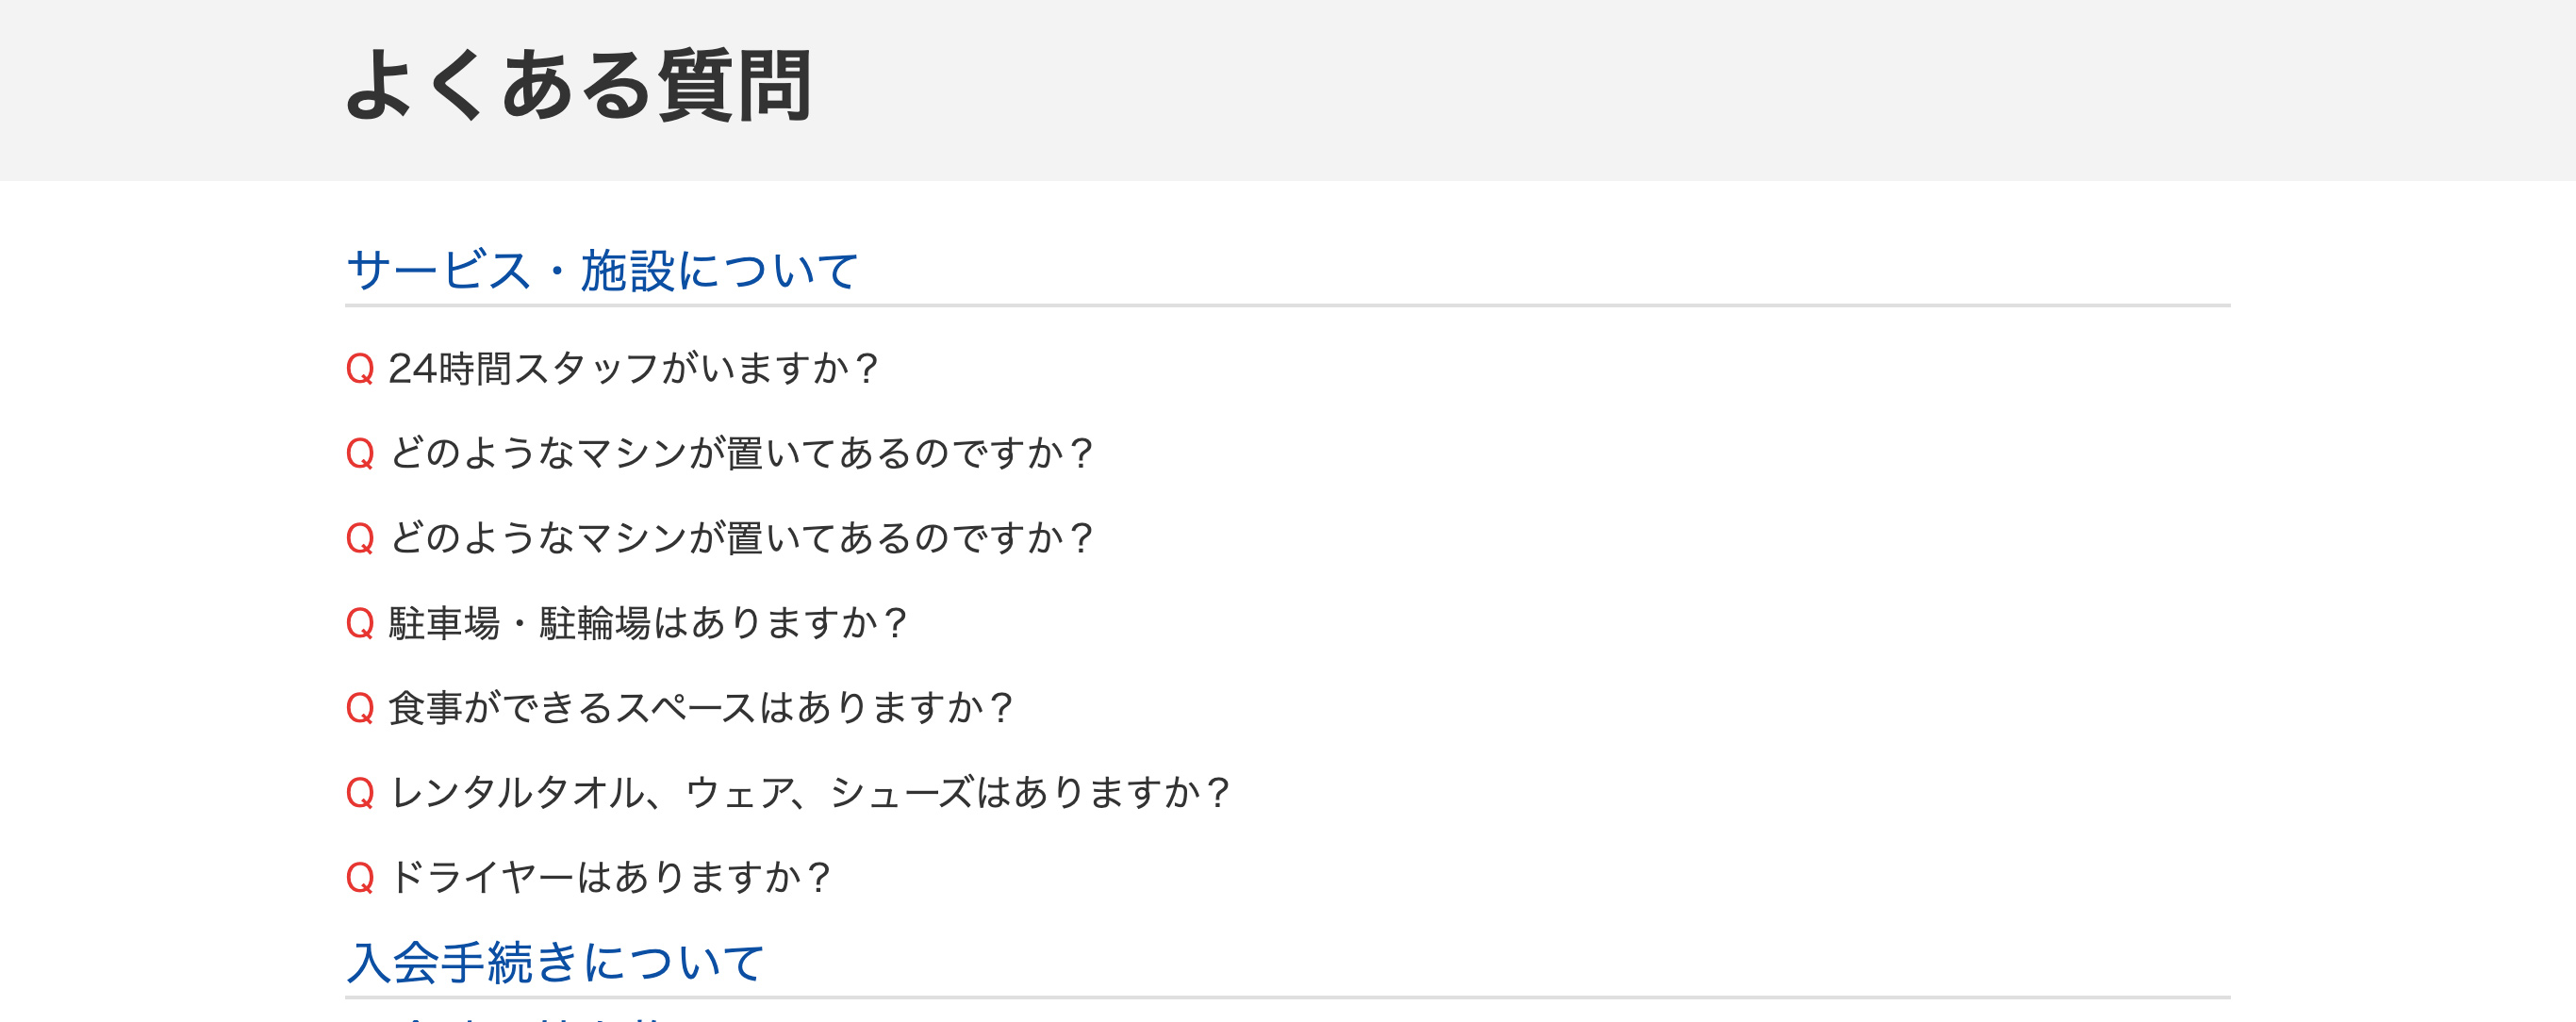 よくある質問
サービス・施設について
Q 24時間スタッフがいますか？
Q どのようなマシンが置いてあるのですか？
Q どのようなマシンが置いてあるのですか？
Q 駐車場・駐輪場はありますか？
Q 食事ができるスペースはありますか？
Q レンタルタオル、ウェア、シューズはありますか？
Q ドライヤーはありますか？
入会手続きについて